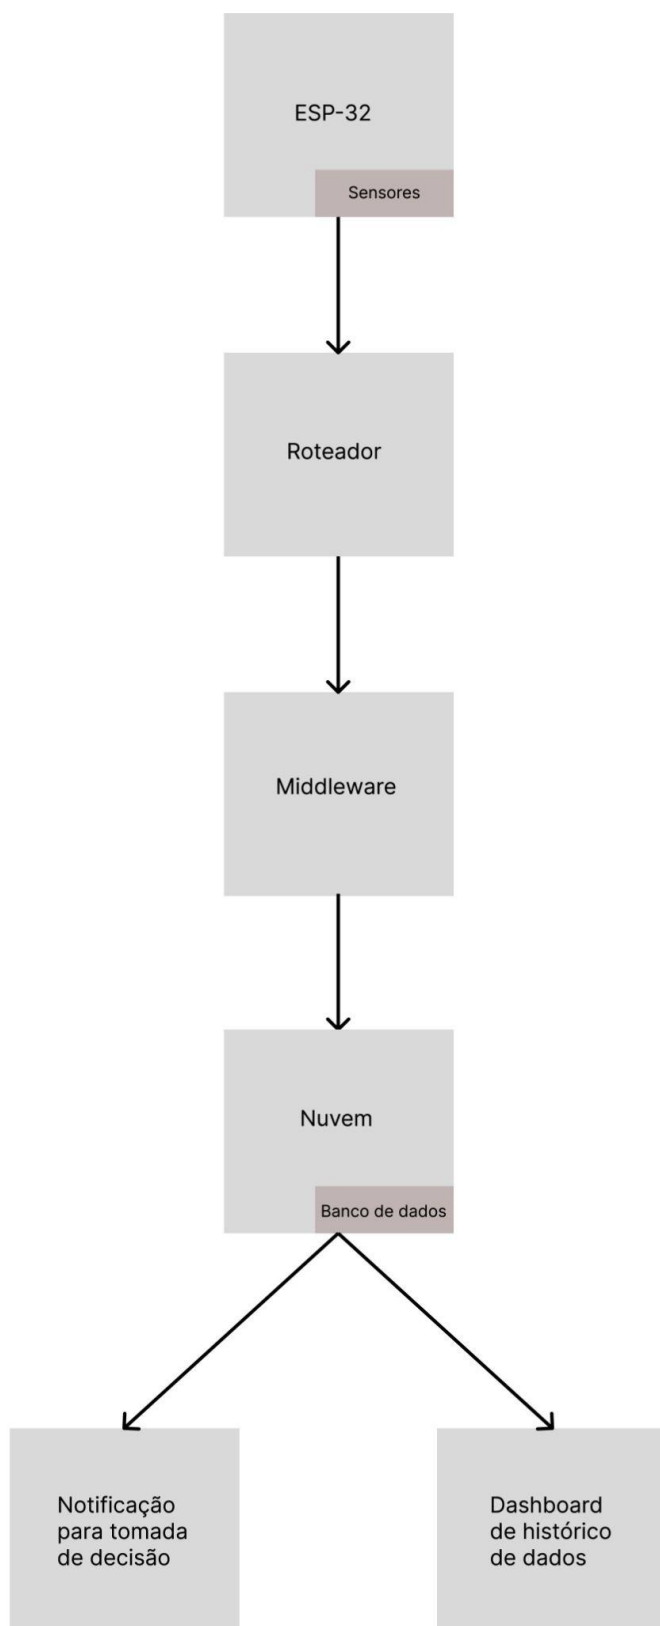 ESP-32
Sensores
Roteador
Middleware
Nuvem
Banco de dados
Notificação
para tomada
de decisão
Dashboard
de histórico
de dados